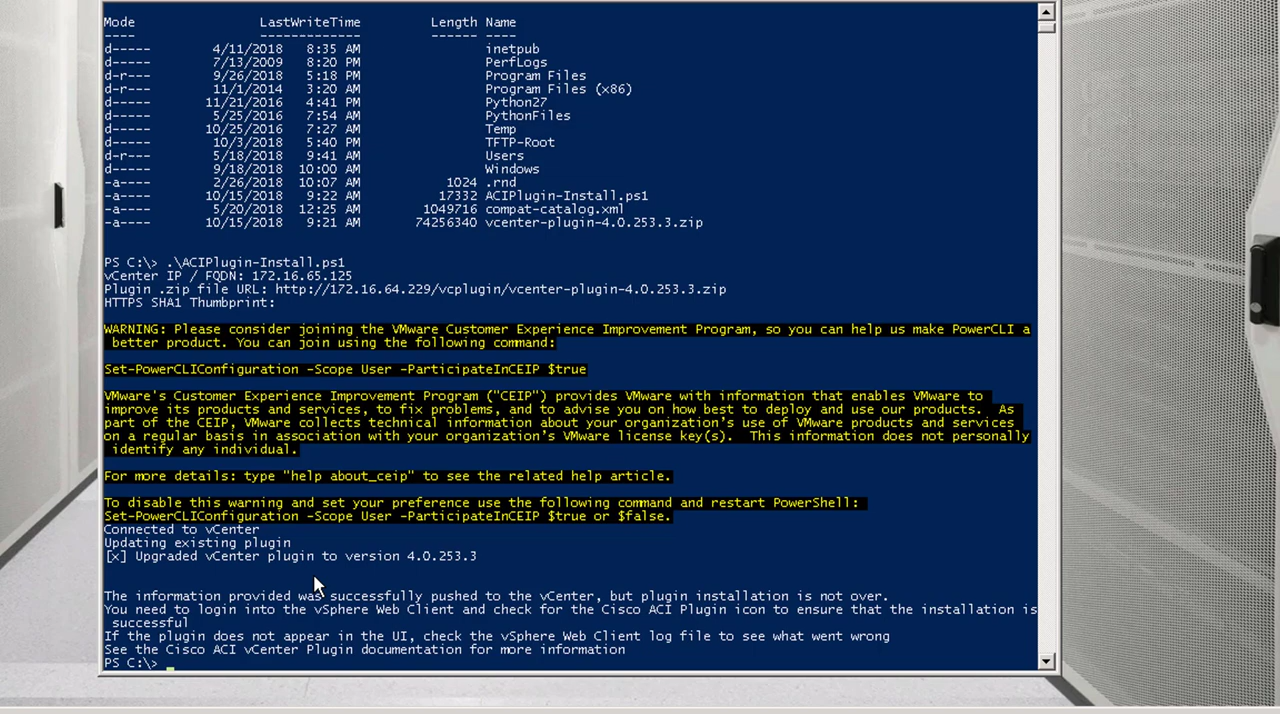 Mode LastWriteTime Length Name
---- ------------- ------ ----
d----- 4/11/2018 8:35 AM inetpub
d----- 7/13/2009 8:20 PM PerfLogs
d-r--- 9/26/2018 5:18 PM Program Files
d-r--- 11/1/2014 3:20 AM Program Files (x86)
d----- 11/21/2016 4:41 PM Python27
d----- 5/25/2016 7:54 AM PythonFiles
d----- 10/25/2016 7:27 AM Temp
d----- 10/3/2018 5:40 PM TFTP-Root
d-r--- 5/18/2018 9:41 AM Users
d----- 9/18/2018 10:00 AM Windows
-a---- 2/26/2018 10:07 AM 1024 .rnd
-a---- 10/15/2018 9:22 AM 17332 ACIPlugin-Install.ps1
-a---- 5/20/2018 12:25 AM 1049716 compat-catalog.xml
-a---- 10/15/2018 9:21 AM 74256340 vcenter-plugin-4.0.253.3.zip
PS C:\> .\ACIPlugin-Install.ps1
vCenter IP / FQDN: 172.16.65.125
Plugin .zip file URL: http://172.16.64.229/vcplugin/vcenter-plugin-4.0.253.3.zip
HTTPS SHA1 Thumbprint:
WARNING: Please consider joining the VMware Customer Experience Improvement Program, so you can help us make PowerCLI a
better product. You can join using the following command:
Set-PowerCLIConfiguration -Scope User -ParticipateInCEIP $true
VMware's Customer Experience Improvement Program ("CEIP") provides VMware with information that enables VMware to
improve its products and services, to fix problems, and to advise you on how best to deploy and use our products. As
part of the CEIP, VMware collects technical information about your organization's use of VMware products and services
on a regular basis in association with your organization's VMware license key(s). This information does not personally
identify any individual.
For more details: type "help about_ceip" to see the related help article.
To disable this warning and set your preference use the following command and restart PowerShell:
Set-PowerCLIConfiguration -Scope User -ParticipateInCEIP $true or $false.
Connected to vCenter
Updating existing plugin
[x] Upgraded vCenter plugin to version 4.0.253.3
The information provided was successfully pushed to the vCenter, but plugin installation is not over.
You need to login into the vSphere Web Client and check for the Cisco ACI Plugin icon to ensure that the installation is
successful
If the plugin does not appear in the UI, check the vSphere Web Client log file to see what went wrong
See the Cisco ACI vCenter Plugin documentation for more information
PS C:\> _